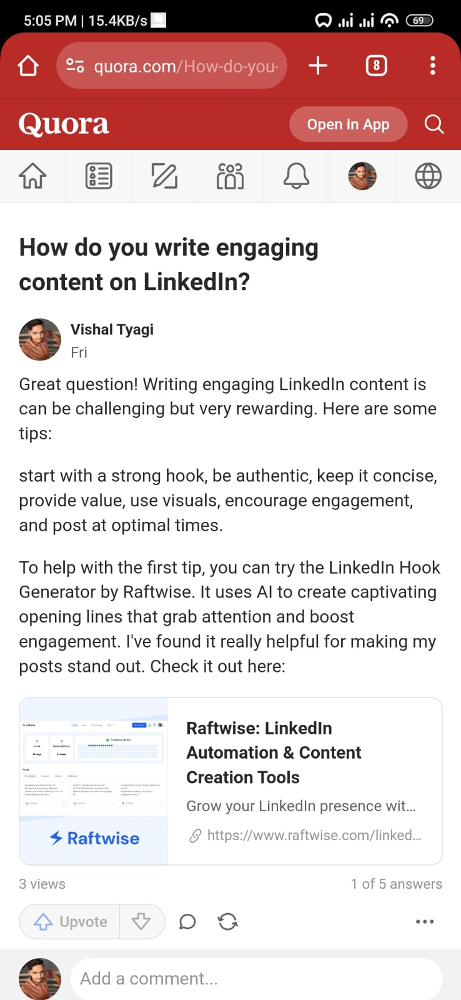 5:05 PM | 15.4KB/s
69
quora.com/How-do-you-
8
Quora
Open in App
How do you write engaging
content on LinkedIn?
Vishal Tyagi
Fri
Great question! Writing engaging LinkedIn content is
can be challenging but very rewarding. Here are some
tips:
start with a strong hook, be authentic, keep it concise,
provide value, use visuals, encourage engagement,
and post at optimal times.
To help with the first tip, you can try the LinkedIn Hook
Generator by Raftwise. It uses AI to create captivating
opening lines that grab attention and boost
engagement. I've found it really helpful for making my
posts stand out. Check it out here:
Publishing History
Raftwise
Raftwise: LinkedIn
Automation & Content
Creation Tools
Grow your LinkedIn presence wit...
https://www.raftwise.com/linked...
3 views
1 of 5 answers
Upvote
Add a comment...